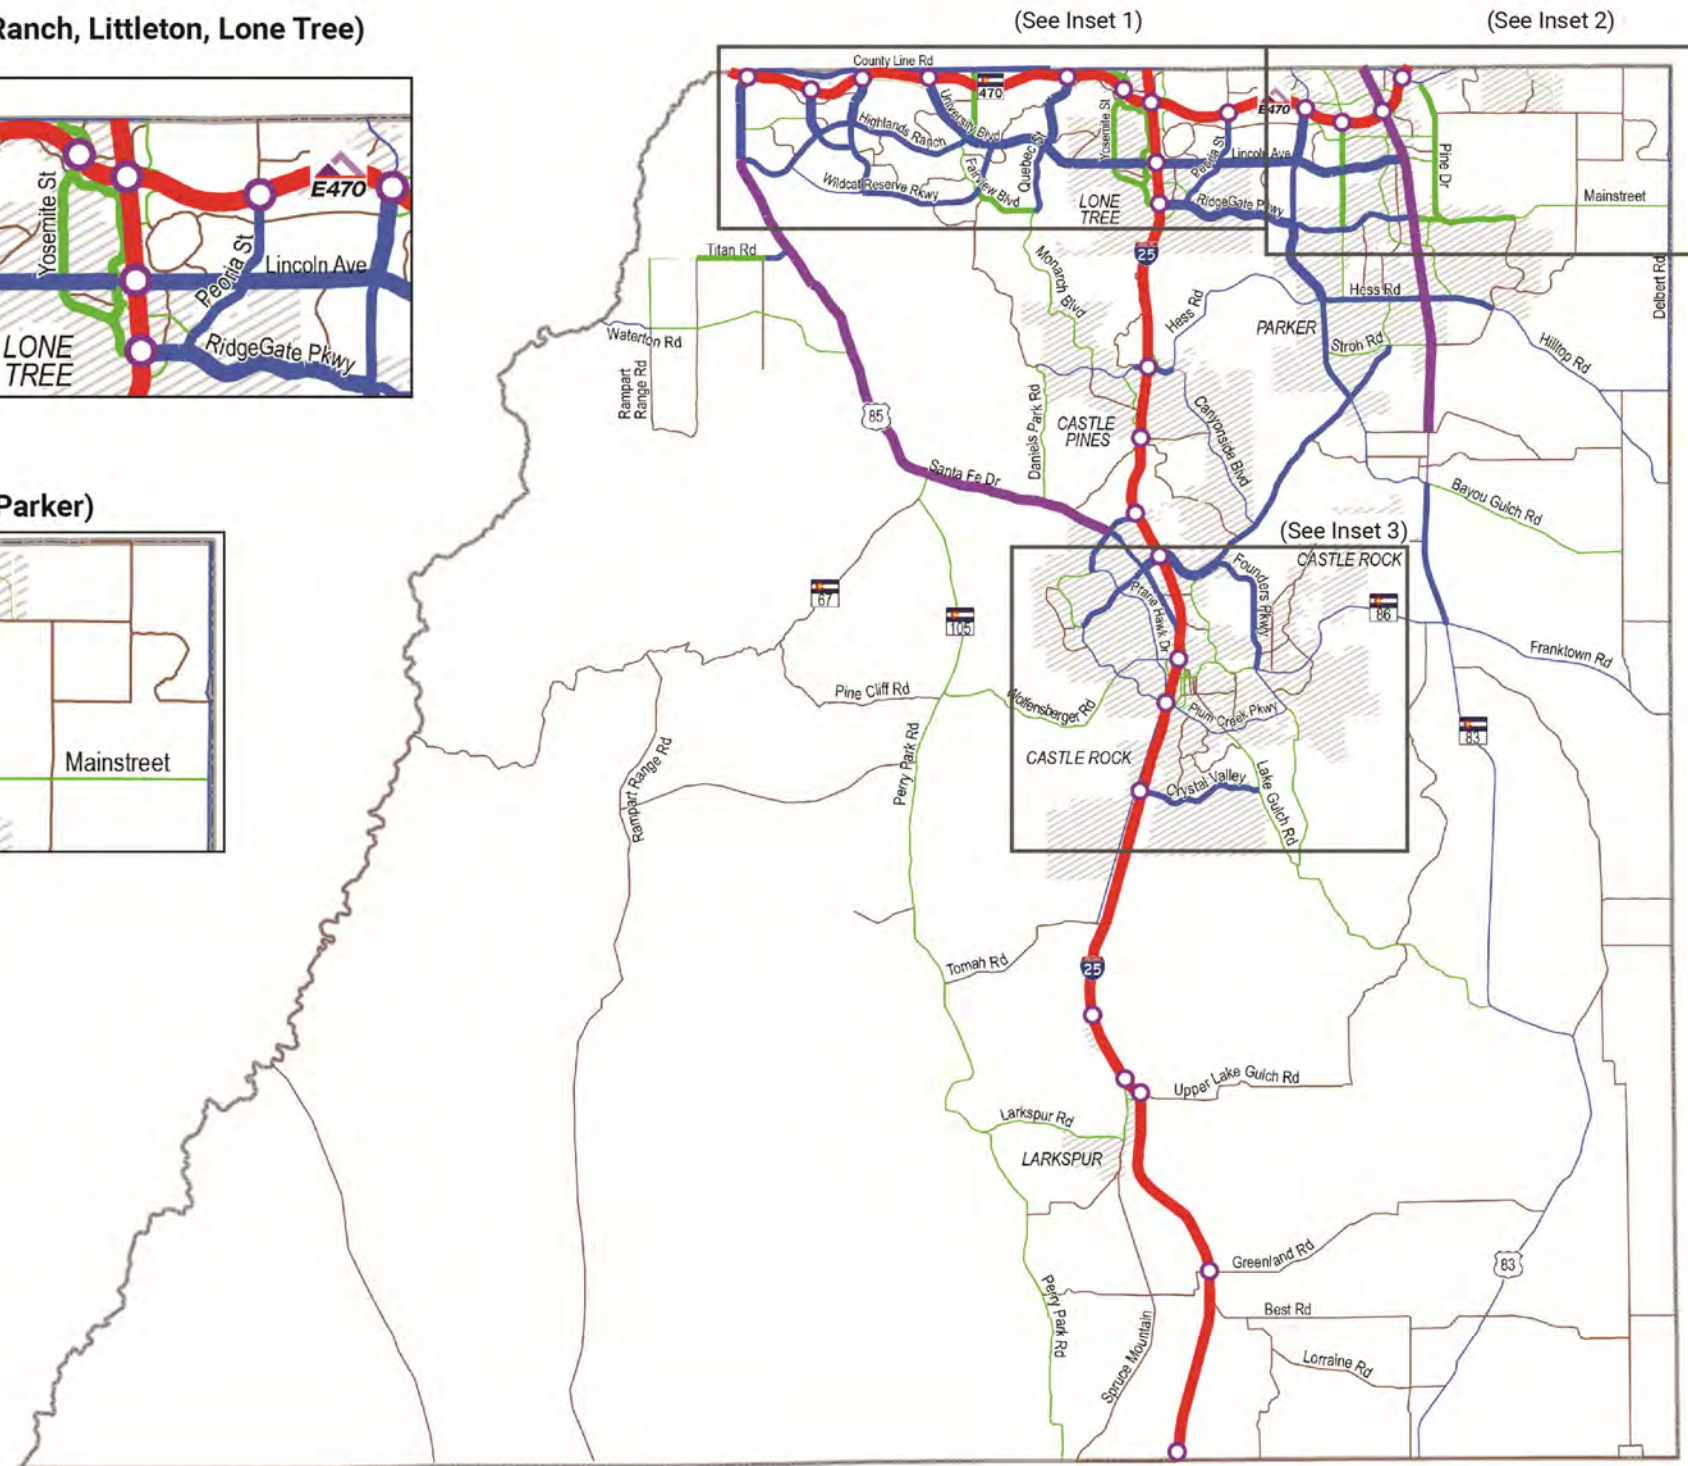 Ranch, Littleton, Lone Tree)
(See Inset 1)
(See Inset 2)
County Line Rd
470
E470
University Blvd
Highlands Ranch
Yosemite St
Quebec St
Peoria St
Lincoln Ave
Pine Dr
Fairview Blvd
Wildcat Reserve Pkwy
LONE
TREE
RidgeGate Pkwy
Mainstreet
Yosemite St
E470
Peoria St
Lincoln Ave
LONE
TREE
RidgeGate Pkwy
25
Titan Rd
Monarch Blvd
Hess Rd
Hess Rd
Delbert Rd
PARKER
Waterton Rd
Stroh Rd
Hilltop Rd
Rampart
Range Rd
85
Daniels Park Rd
CASTLE
PINES
Canyonside Blvd
Santa Fe Dr
Bayou Gulch Rd
Parker)
(See Inset 3)
CASTLE ROCK
Founders Pkwy
Prarie Hawk Dr
67
105
86
Franktown Rd
Pine Cliff Rd
Wolfensberger Rd
Plum Creek Pkwy
83
Mainstreet
CASTLE ROCK
Perry Park Rd
Rampart Range Rd
Crystal Valley
Lake Gulch Rd
Tomah Rd
25
Upper Lake Gulch Rd
Larkspur Rd
LARKSPUR
Greenland Rd
83
Perry Park Rd
Best Rd
Spruce Mountain
Lorraine Rd